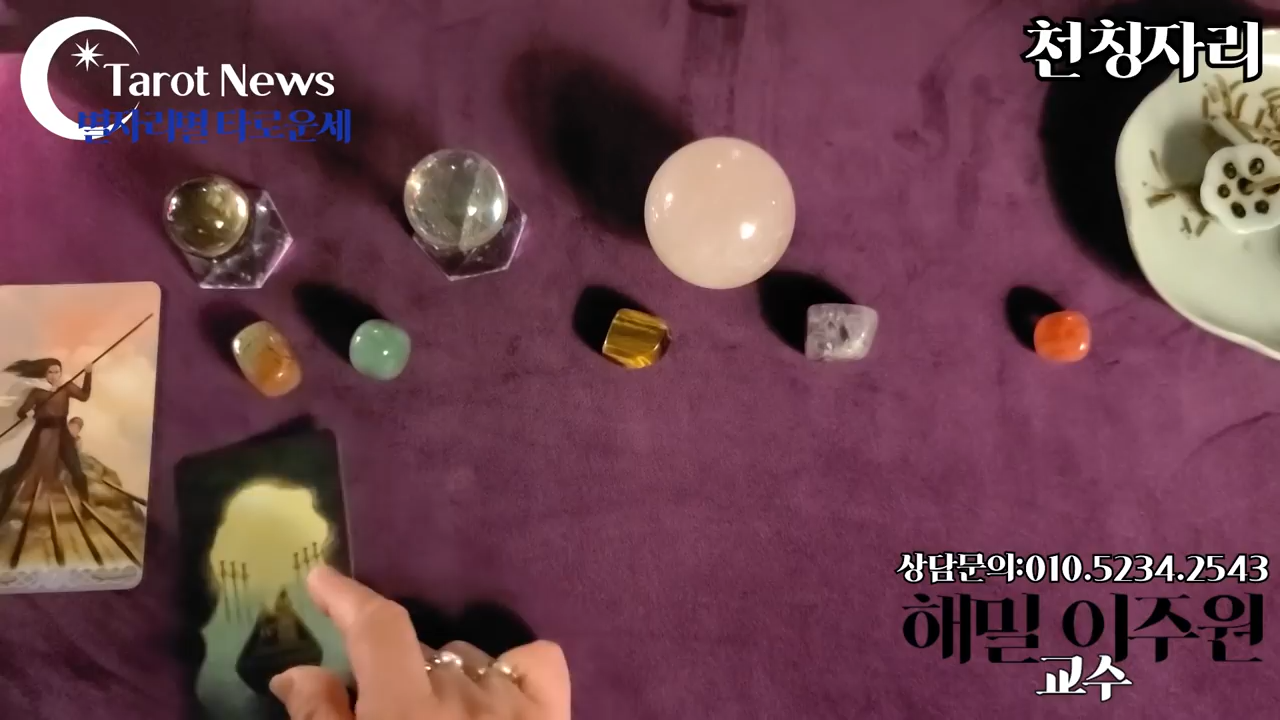 Tarot News
별자리별 타로운세
천칭자리
상담문의:010.5234.2543
해밀 이주원
교수